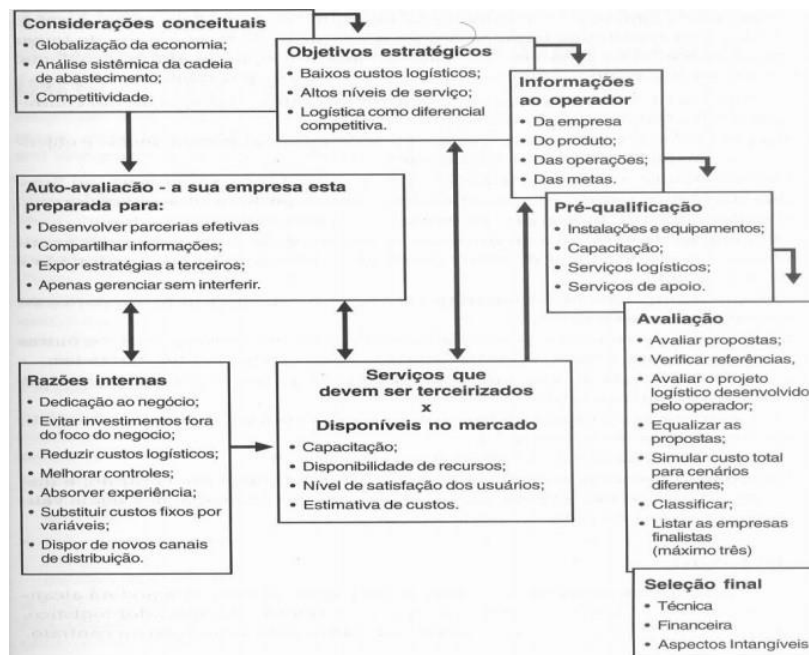 Considerações conceituais
• Globalização da economia;
• Análise sistêmica da cadeia
de abastecimento;
• Competitividade.
Objetivos estratégicos
• Baixos custos logísticos;
• Altos níveis de serviço;
• Logística como diferencial
competitiva.
Informações
ao operador
• Da empresa
• Do produto;
• Das operações;
• Das metas.
Auto-avaliacão - a sua empresa esta
preparada para:
• Desenvolver parcerias efetivas
• Compartilhar informações;
• Expor estratégias a terceiros;
• Apenas gerenciar sem interferir.
Pré-qualificação
• Instalações e equipamentos;
• Capacitação;
• Serviços logísticos;
• Serviços de apoio.
Avaliação
• Avaliar propostas;
• Verificar referências,
• Avaliar o projeto
logístico desenvolvido
pelo operador;
• Equalizar as
propostas;
• Simular custo total
para cenários
diferentes;
• Classificar;
• Listar as empresas
finalistas
(máximo três)
Razões internas
• Dedicação ao negócio;
• Evitar investimentos fora
do foco do negocio;
• Reduzir custos logísticos;
• Melhorar controles;
• Absorver experiência;
• Substituir custos fixos por
variáveis;
• Dispor de novos canais
de distribuição.
Serviços que
devem ser terceirizados
x
Disponíveis no mercado
• Capacitação;
• Disponibilidade de recursos;
• Nível de satisfação dos usuários;
• Estimativa de custos.
Seleção final
• Técnica
• Financeira
• Aspectos Intangíveis